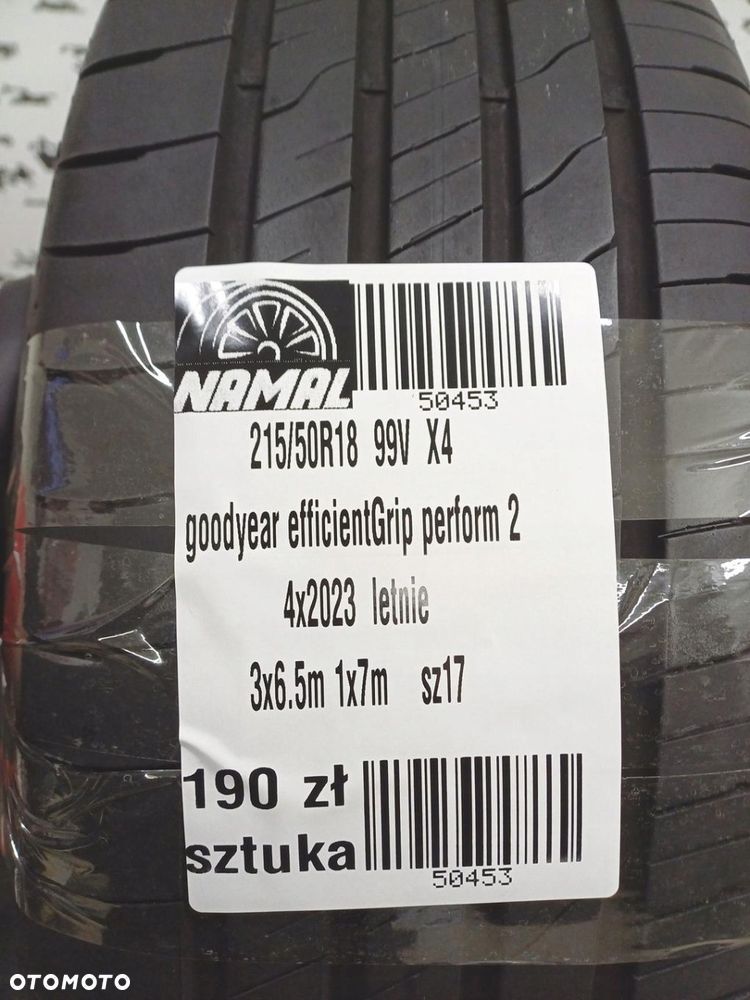 NAMAL
50453
215/50R18 99V X4
goodyear efficientGrip perform 2
4x2023 letnie
3x6.5m 1x7m sz17
190 zł
sztuka
50453
OTOMOTO